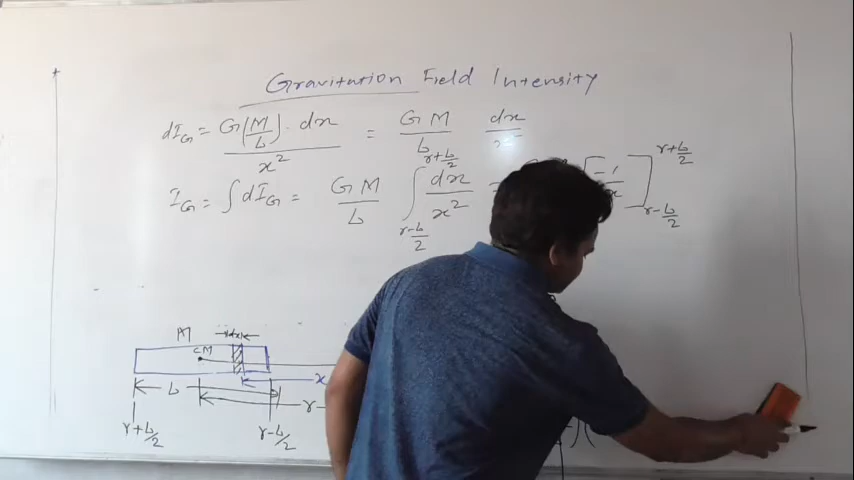 Gravitation Field Intensity
dI_G = G(M/L) · dx / x² = GM/L dx/x²
I_G = ∫dI_G = GM/L ∫_{r-L/2}^{r+L/2} dx/x² = [-1/x]_{r-L/2}^{r+L/2}
M dx
CM
L x
r
r+L/2 r-L/2